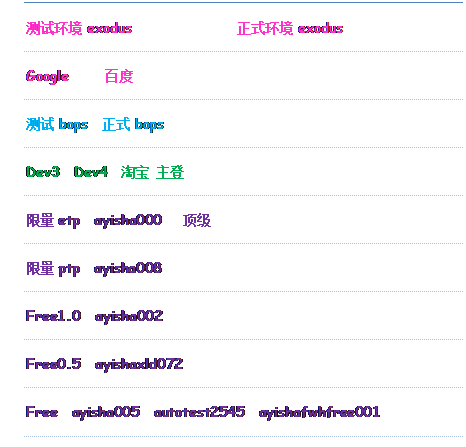 测试环境 exodus 正式环境 exodus
Google 百度
测试 bops 正式 bops
Dev3 Dev4 淘宝 主登
限量 etp ayisha000 顶级
限量 ptp ayisha008
Free1.0 ayisha002
Free0.5 ayishaxdd072
Free ayisha005 autotest2545 ayishafwhfree001